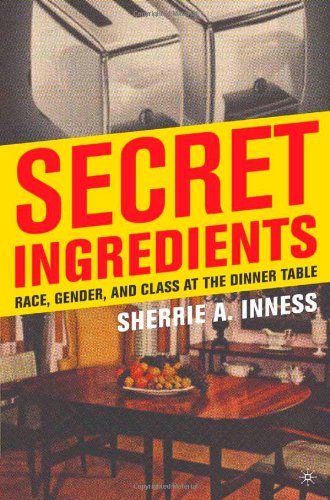 SECRET
INGREDIENTS
RACE, GENDER, AND CLASS AT THE DINNER TABLE
SHERRIE A. INNESS